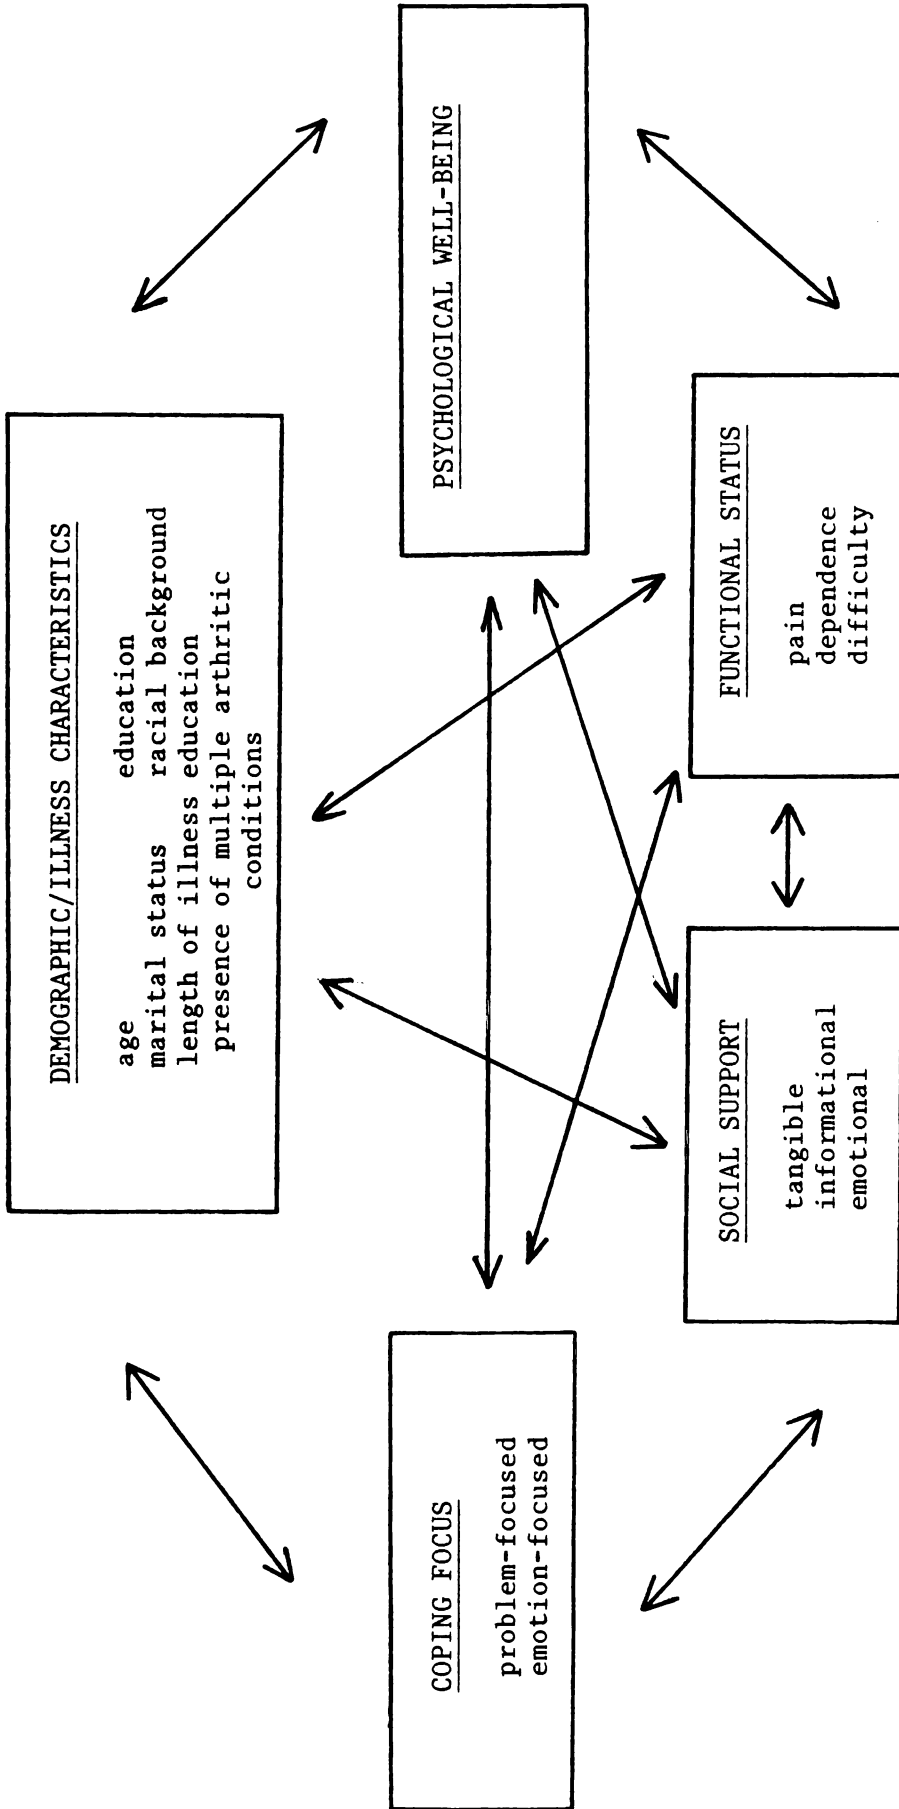 DEMOGRAPHIC/ILLNESS CHARACTERISTICS
age education
marital status racial background
length of illness education
presence of multiple arthritic
conditions
COPING FOCUS
problem-focused
emotion-focused
PSYCHOLOGICAL WELL-BEING
SOCIAL SUPPORT
tangible
informational
emotional
FUNCTIONAL STATUS
pain
dependence
difficulty